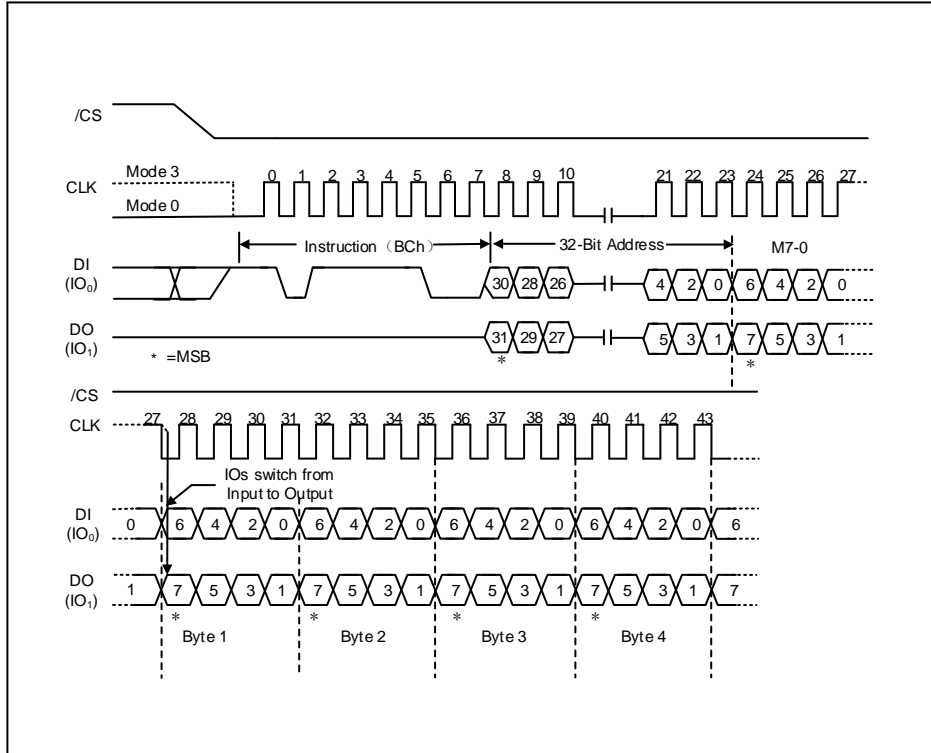 /CS
Mode 3
CLK
Mode 0
0 1 2 3 4 5 6 7 8 9 10 21 22 23 24 25 26 27
Instruction（BCh）
32-Bit Address
M7-0
DI
(IO₀)
30 28 26 4 2 0 6 4 2 0
DO
(IO₁)
31 29 27 5 3 1 7 5 3 1
* =MSB
* *
/CS
CLK
27 28 29 30 31 32 33 34 35 36 37 38 39 40 41 42 43
IOs switch from
Input to Output
DI
(IO₀)
0 6 4 2 0 6 4 2 0 6 4 2 0 6 4 2 0 6
DO
(IO₁)
1 7 5 3 1 7 5 3 1 7 5 3 1 7 5 3 1 7
* * * *
Byte 1 Byte 2 Byte 3 Byte 4